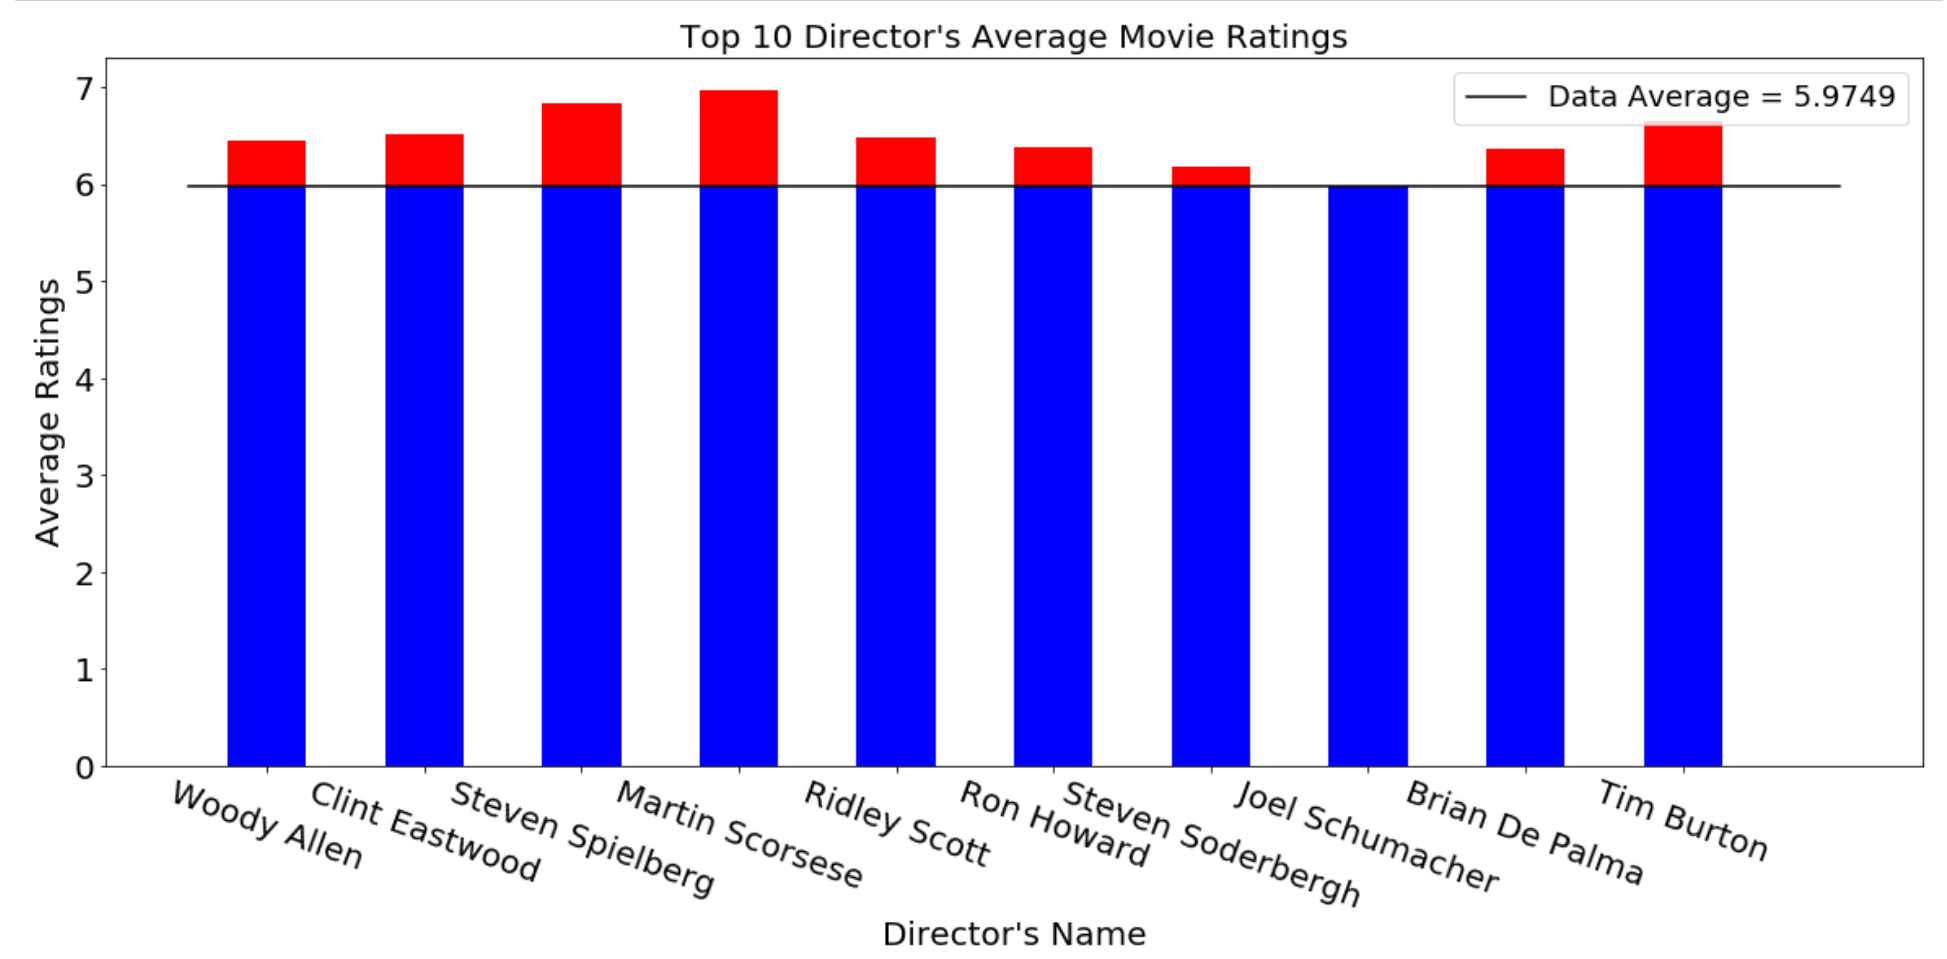 Top 10 Director's Average Movie Ratings
Data Average = 5.9749
Average Ratings
7
6
5
4
3
2
1
0
Woody Allen
Clint Eastwood
Steven Spielberg
Martin Scorsese
Ridley Scott
Ron Howard
Steven Soderbergh
Joel Schumacher
Brian De Palma
Tim Burton
Director's Name